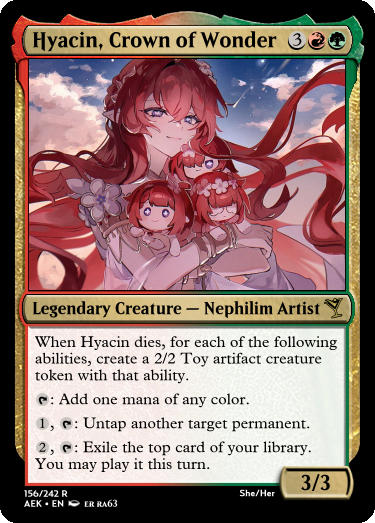 Hyacin, Crown of Wonder 3
Legendary Creature — Nephilim Artist
When Hyacin dies, for each of the following
abilities, create a 2/2 Toy artifact creature
token with that ability.
: Add one mana of any color.
1, : Untap another target permanent.
2, : Exile the top card of your library.
You may play it this turn.
3/3
156/242 R
She/Her
AEK • EN ER RA63